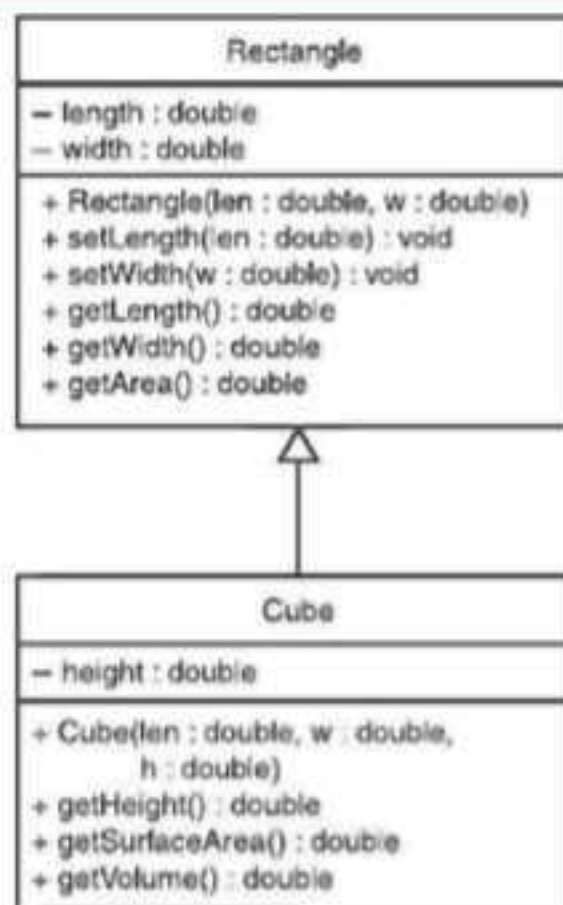 Rectangle
– length : double
– width : double
+ Rectangle(len : double, w : double)
+ setLength(len : double) : void
+ setWidth(w : double) : void
+ getLength() : double
+ getWidth() : double
+ getArea() : double
Cube
– height : double
+ Cube(len : double, w : double,
h : double)
+ getHeight() : double
+ getSurfaceArea() : double
+ getVolume() : double